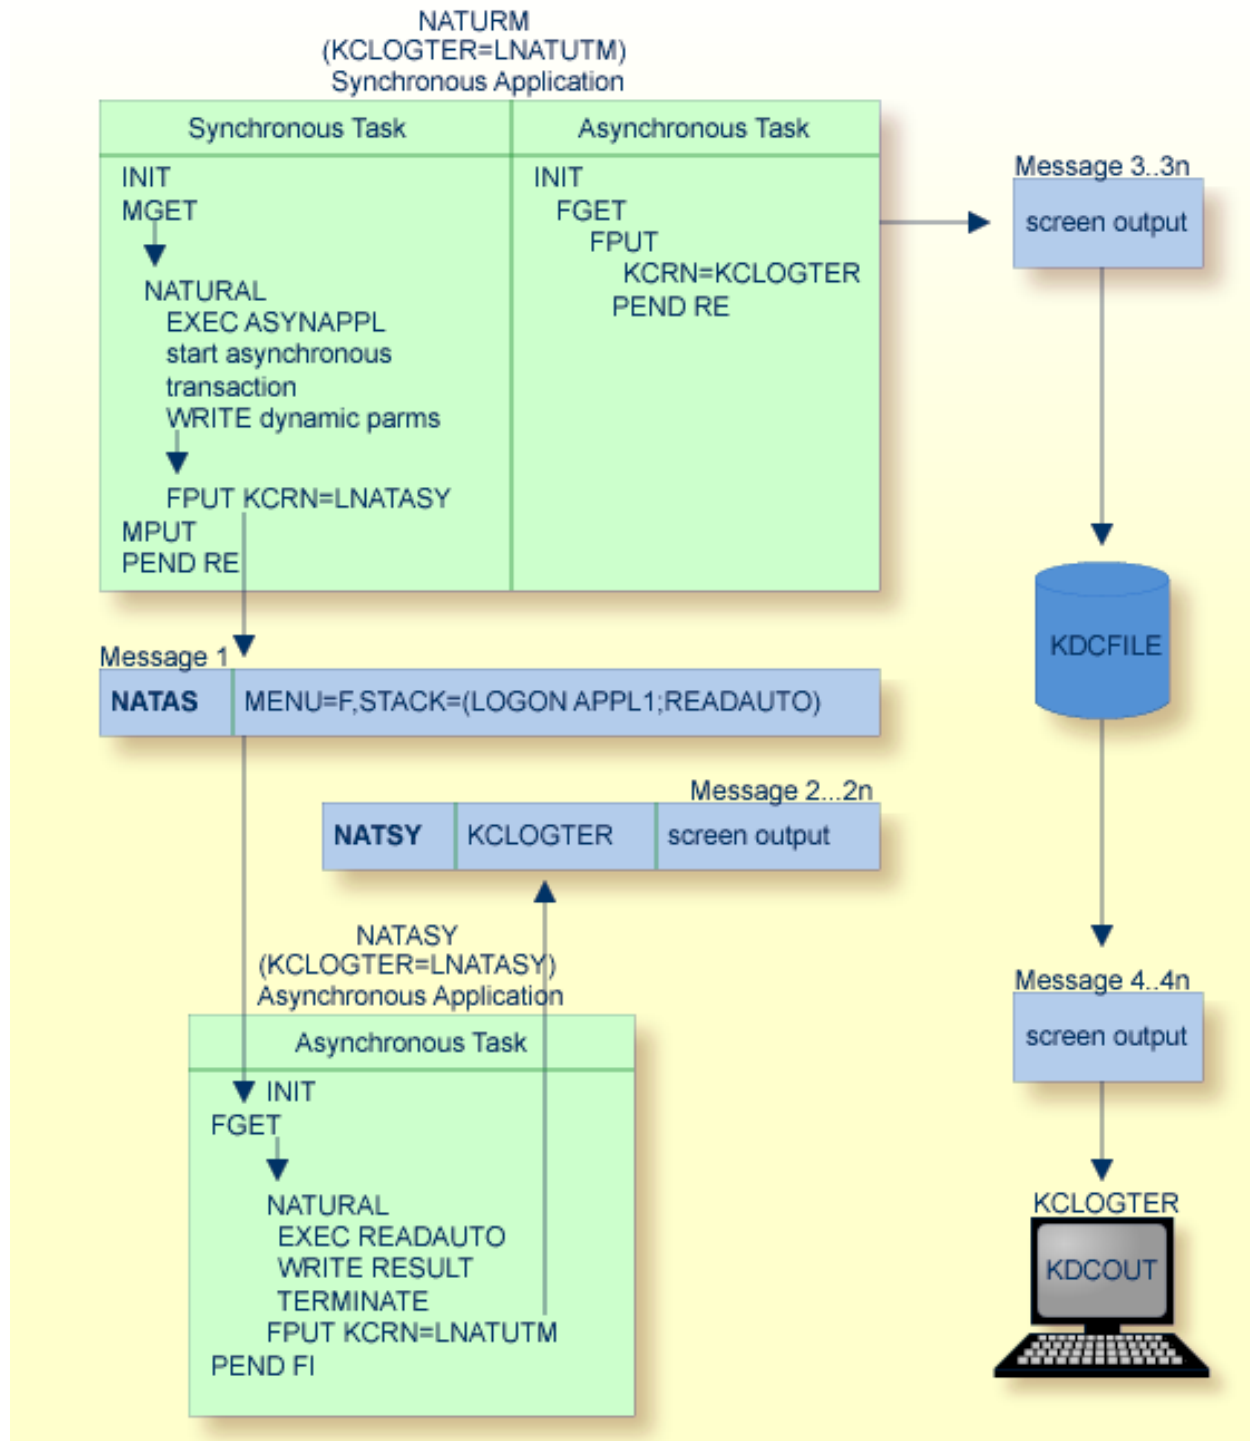 NATURM
(KCLOGTER=LNATUTM)
Synchronous Application
Synchronous Task
INIT
MGET
NATURAL
EXEC ASYNAPPL
start asynchronous
transaction
WRITE dynamic parms
FPUT KCRN=LNATASY
MPUT
PEND RE
Asynchronous Task
INIT
FGET
FPUT
KCRN=KCLOGTER
PEND RE
Message 3..3n
screen output
KDCFILE
Message 1
NATAS MENU=F,STACK=(LOGON APPL1;READAUTO)
Message 2...2n
NATSY KCLOGTER screen output
NATASY
(KCLOGTER=LNATASY)
Asynchronous Application
Asynchronous Task
INIT
FGET
NATURAL
EXEC READAUTO
WRITE RESULT
TERMINATE
FPUT KCRN=LNATUTM
PEND FI
Message 4..4n
screen output
KCLOGTER
KDCOUT